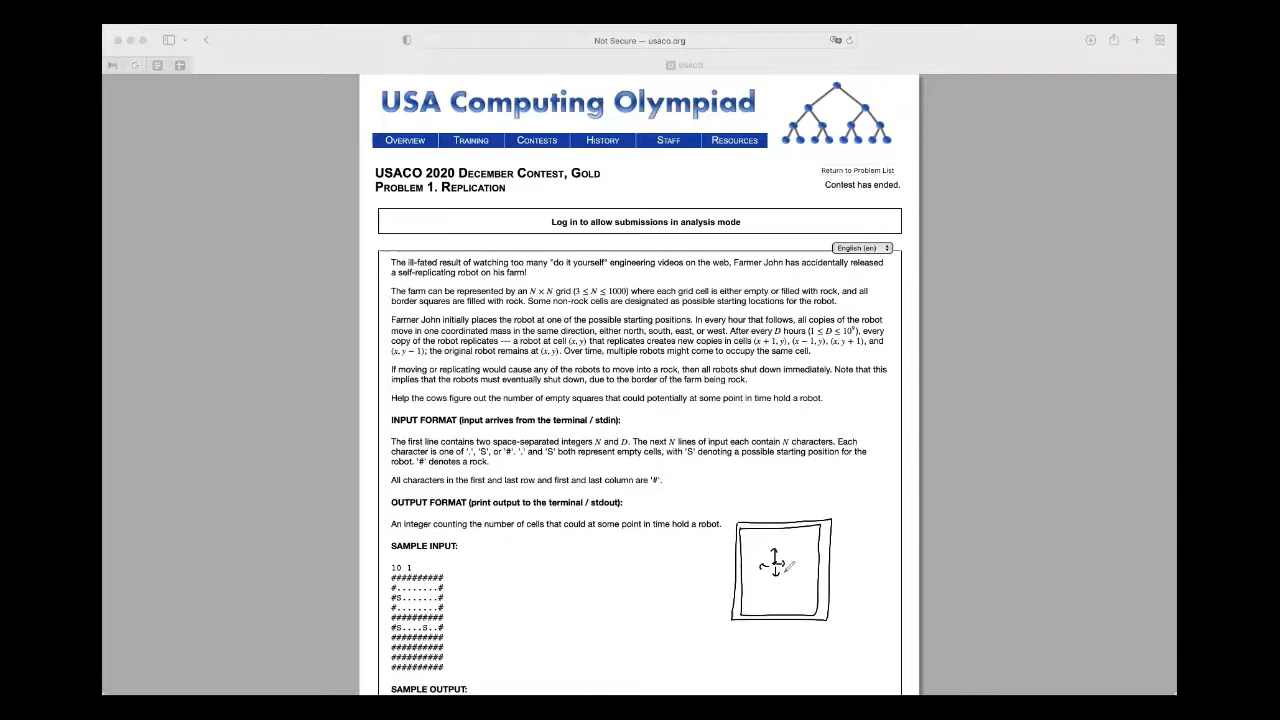 Not Secure — usaco.org
USACO
USA Computing Olympiad
OVERVIEW TRAINING CONTESTS HISTORY STAFF RESOURCES
USACO 2020 DECEMBER CONTEST, GOLD
PROBLEM 1. REPLICATION
Return to Problem List
Contest has ended.
Log in to allow submissions in analysis mode
English (en)
The ill-fated result of watching too many "do it yourself" engineering videos on the web, Farmer John has accidentally released
a self-replicating robot on his farm!
The farm can be represented by an N × N grid (3 ≤ N ≤ 1000) where each grid cell is either empty or filled with rock, and all
border squares are filled with rock. Some non-rock cells are designated as possible starting locations for the robot.
Farmer John initially places the robot at one of the possible starting positions. In every hour that follows, all copies of the robot
move in one coordinated mass in the same direction, either north, south, east, or west. After every D hours (1 ≤ D ≤ 10⁹), every
copy of the robot replicates --- a robot at cell (x, y) that replicates creates new copies in cells (x + 1, y), (x − 1, y), (x, y + 1), and
(x, y − 1); the original robot remains at (x, y). Over time, multiple robots might come to occupy the same cell.
If moving or replicating would cause any of the robots to move into a rock, then all robots shut down immediately. Note that this
implies that the robots must eventually shut down, due to the border of the farm being rock.
Help the cows figure out the number of empty squares that could potentially at some point in time hold a robot.
INPUT FORMAT (input arrives from the terminal / stdin):
The first line contains two space-separated integers N and D. The next N lines of input each contain N characters. Each
character is one of '.', 'S', or '#'. '.' and 'S' both represent empty cells, with 'S' denoting a possible starting position for the
robot. '#' denotes a rock.
All characters in the first and last row and first and last column are '#'.
OUTPUT FORMAT (print output to the terminal / stdout):
An integer counting the number of cells that could at some point in time hold a robot.
SAMPLE INPUT:
10 1
##########
#........#
#S.......#
#........#
##########
#S....S..#
##########
##########
##########
##########
SAMPLE OUTPUT: